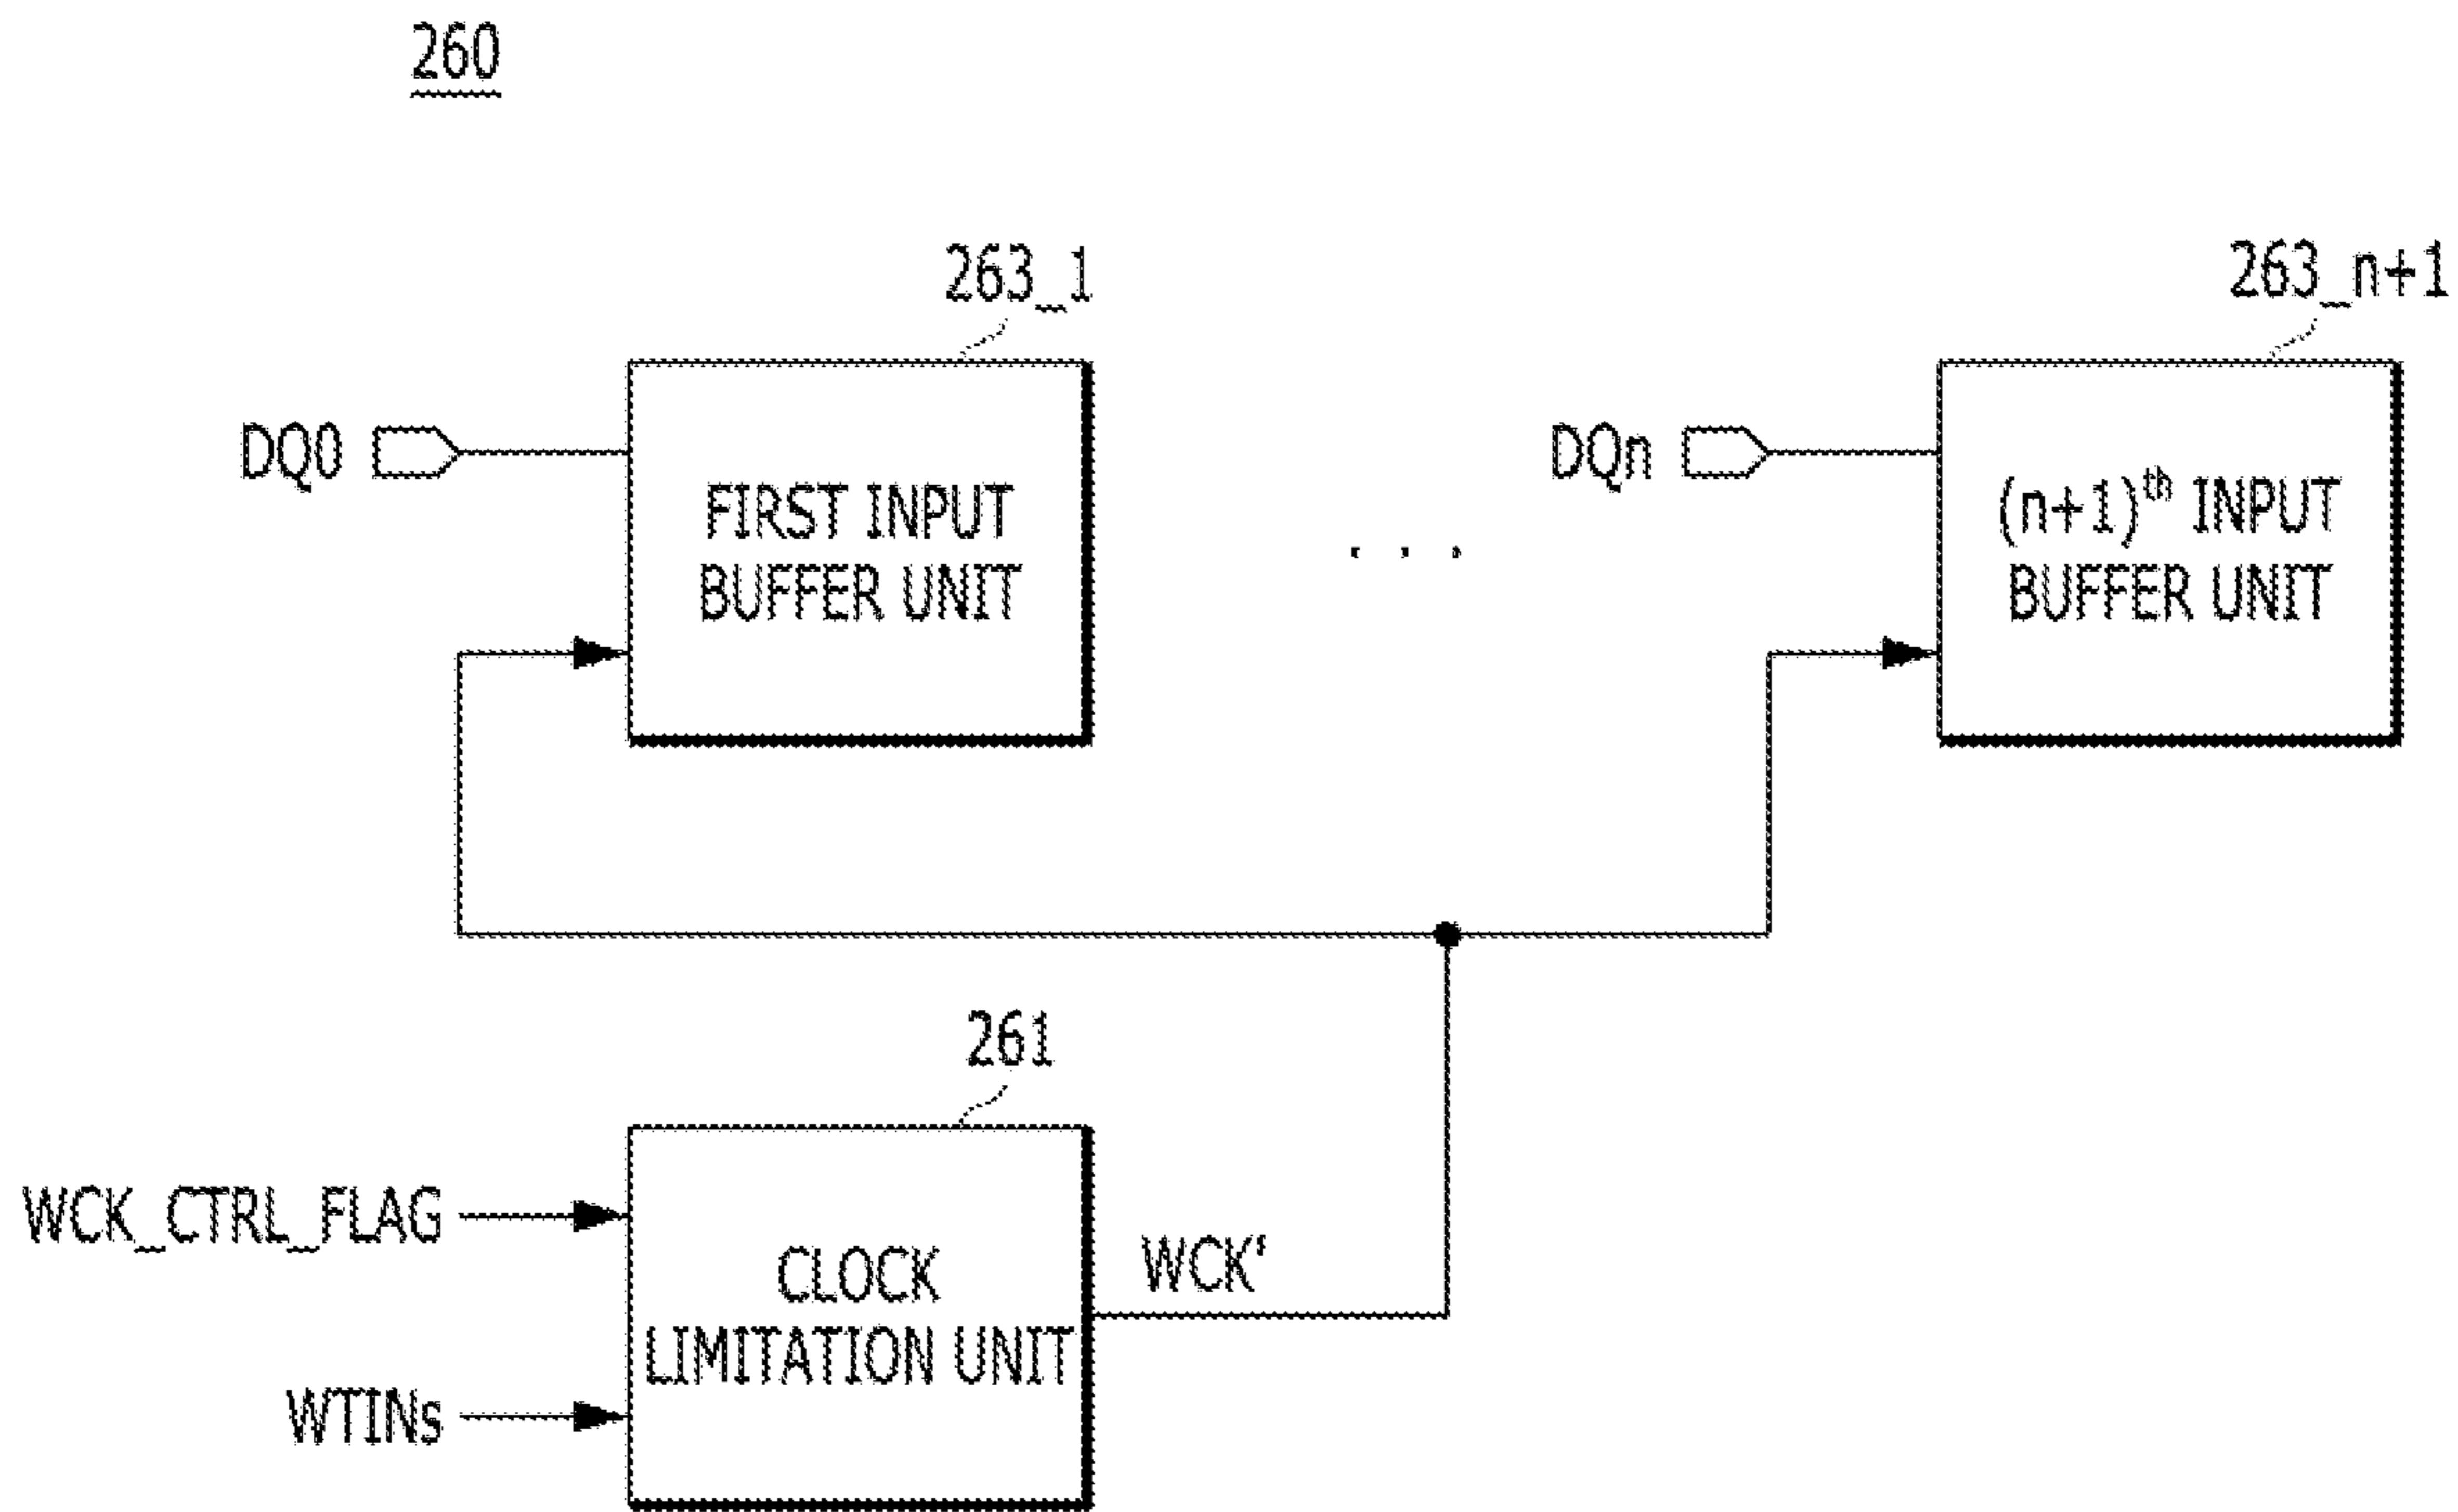 260
263_1
263_n+1
DQ0
FIRST INPUT
BUFFER UNIT
. . .
DQn
(n+1)th INPUT
BUFFER UNIT
261
WCK_CTRL_FLAG
WTINs
CLOCK
LIMITATION UNIT
WCK'